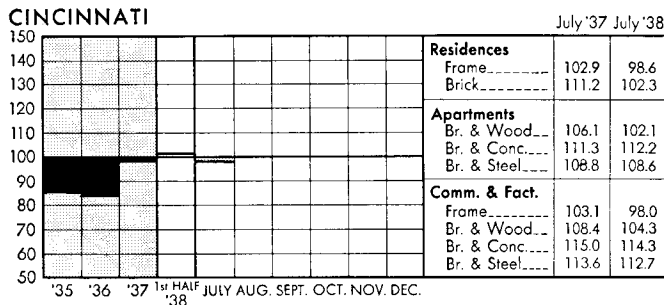 CINCINNATI
July '37 July '38
150
140
130
120
110
100
90
80
70
60
50
'35 '36 '37 1st HALF '38 JULY AUG. SEPT. OCT. NOV. DEC.
Residences
Frame 102.9 98.6
Brick 111.2 102.3
Apartments
Br. & Wood 106.1 102.1
Br. & Conc. 111.3 112.2
Br. & Steel 108.8 108.6
Comm. & Fact.
Frame 103.1 98.0
Br. & Wood 108.4 104.3
Br. & Conc. 115.0 114.3
Br. & Steel 113.6 112.7